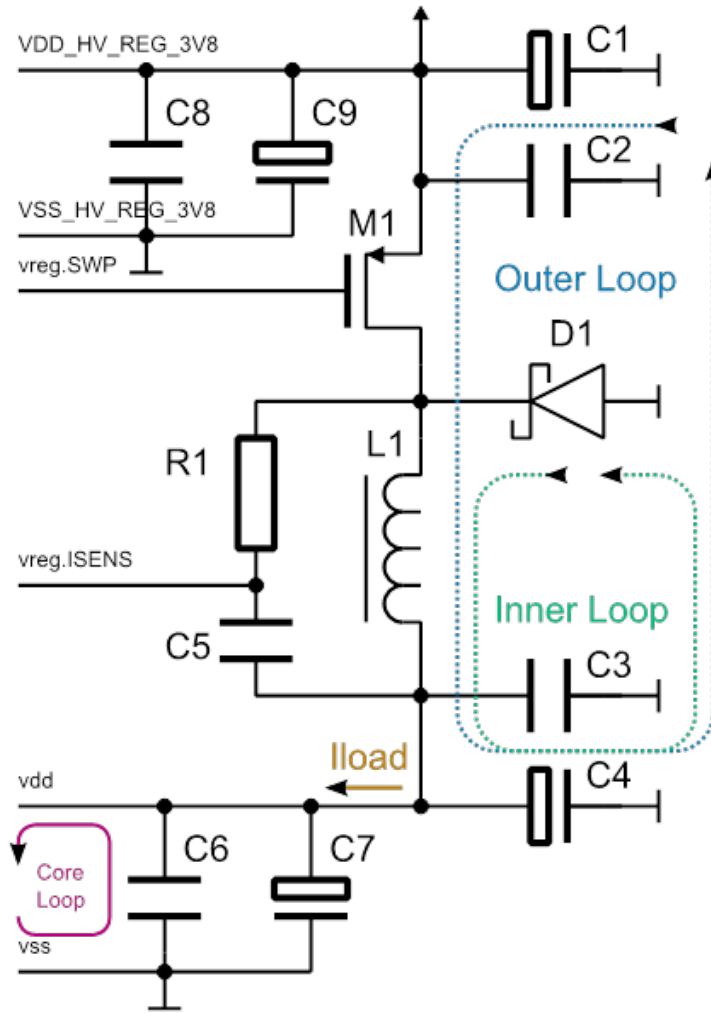 VDD_HV_REG_3V8
C1
C8
C9
C2
VSS_HV_REG_3V8
M1
vreg.SWP
Outer Loop
D1
L1
R1
vreg.ISENS
Inner Loop
C5
C3
Iload
vdd
C4
C6
C7
Core
Loop
vss